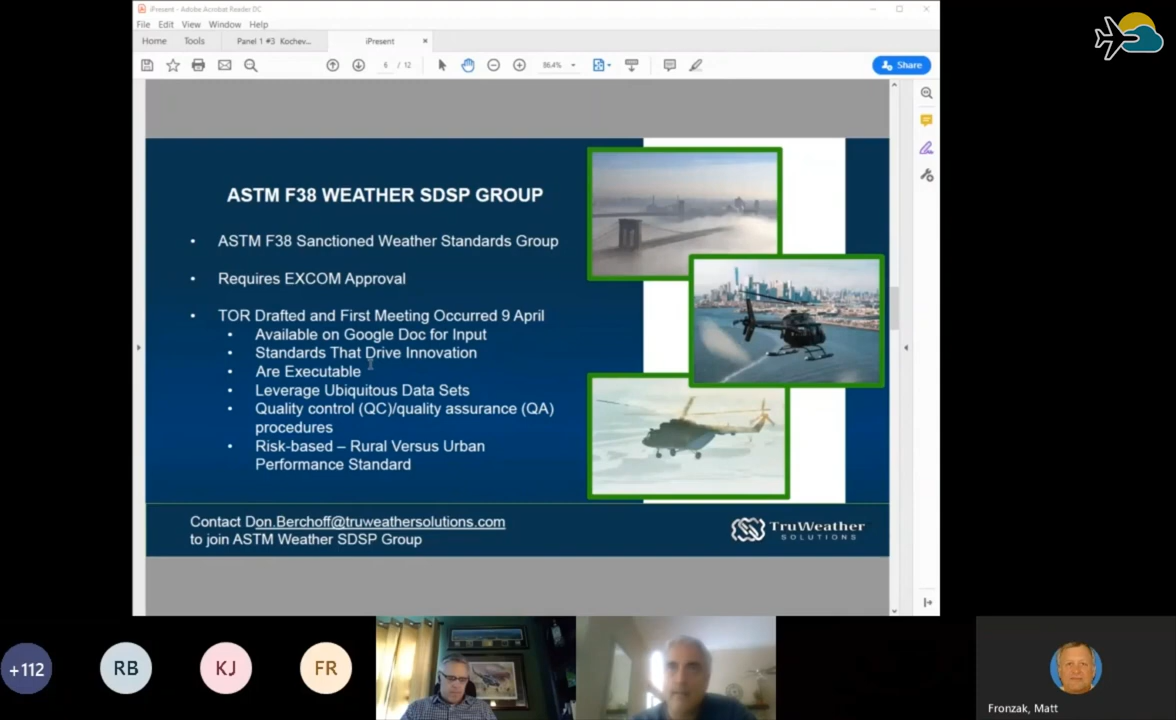 iPresent - Adobe Acrobat Reader DC
File Edit View Window Help
Home Tools Panel 1 #3 Kochev... iPresent
6 / 12 86.4% Share
ASTM F38 WEATHER SDSP GROUP
• ASTM F38 Sanctioned Weather Standards Group
• Requires EXCOM Approval
• TOR Drafted and First Meeting Occurred 9 April
• Available on Google Doc for Input
• Standards That Drive Innovation
• Are Executable
• Leverage Ubiquitous Data Sets
• Quality control (QC)/quality assurance (QA)
procedures
• Risk-based – Rural Versus Urban
Performance Standard
Contact Don.Berchoff@truweathersolutions.com
to join ASTM Weather SDSP Group
TruWeather
SOLUTIONS
+112 RB KJ FR
Fronzak, Matt